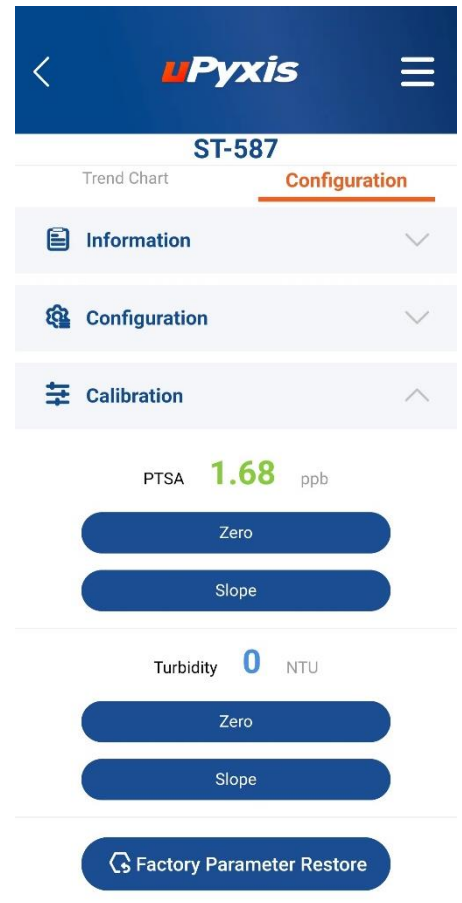 uPyxis
ST-587
Trend Chart Configuration
Information
Configuration
Calibration
PTSA 1.68 ppb
Zero
Slope
Turbidity 0 NTU
Zero
Slope
Factory Parameter Restore